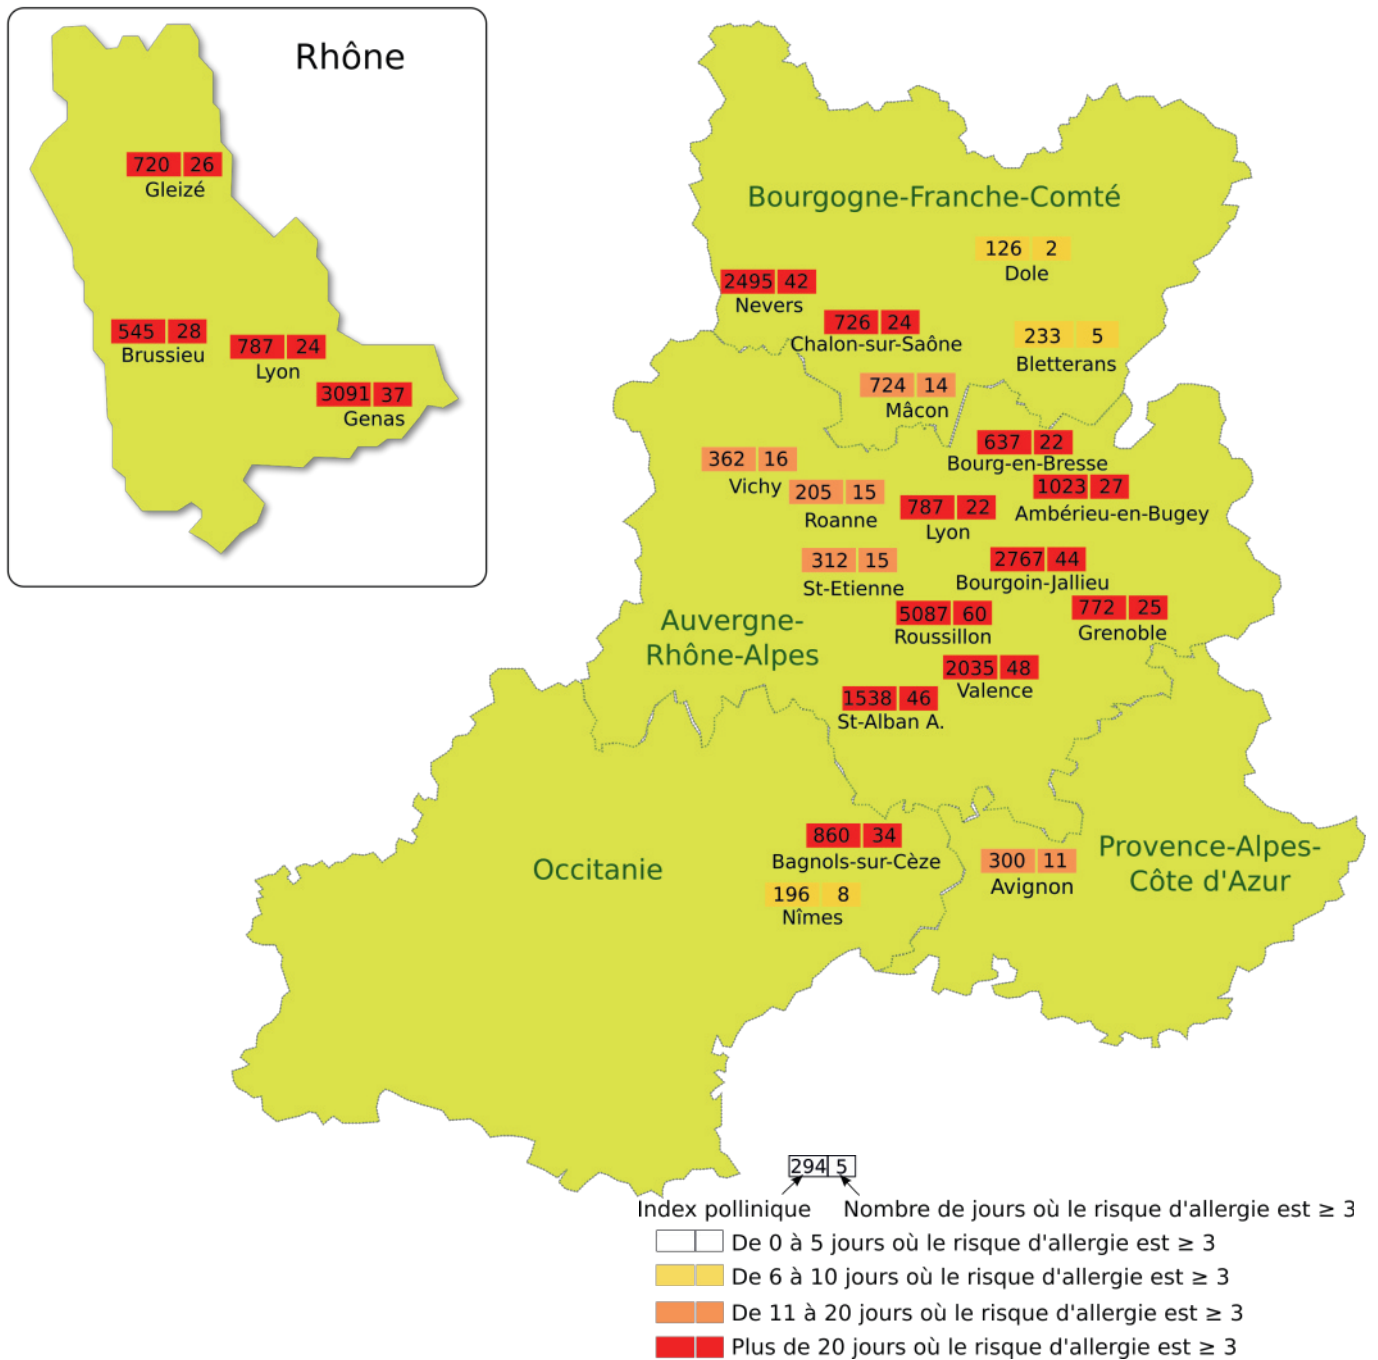 Rhône
720 26
Gleizé
545 28
Brussieu
787 24
Lyon
3091 37
Genas
Bourgogne-Franche-Comté
126 2
Dole
2495 42
Nevers
726 24
Chalon-sur-Saône
233 5
Bletterans
724 14
Mâcon
637 22
Bourg-en-Bresse
362 16
Vichy
205 15
Roanne
1023 27
Ambérieu-en-Bugey
787 22
Lyon
312 15
St-Etienne
2767 44
Bourgoin-Jallieu
5087 60
Roussillon
772 25
Grenoble
Auvergne-
Rhône-Alpes
2035 48
Valence
1538 46
St-Alban A.
860 34
Bagnols-sur-Cèze
Occitanie
196 8
Nîmes
300 11
Avignon
Provence-Alpes-
Côte d'Azur
294 5
Index pollinique Nombre de jours où le risque d'allergie est ≥ 3
De 0 à 5 jours où le risque d'allergie est ≥ 3
De 6 à 10 jours où le risque d'allergie est ≥ 3
De 11 à 20 jours où le risque d'allergie est ≥ 3
Plus de 20 jours où le risque d'allergie est ≥ 3